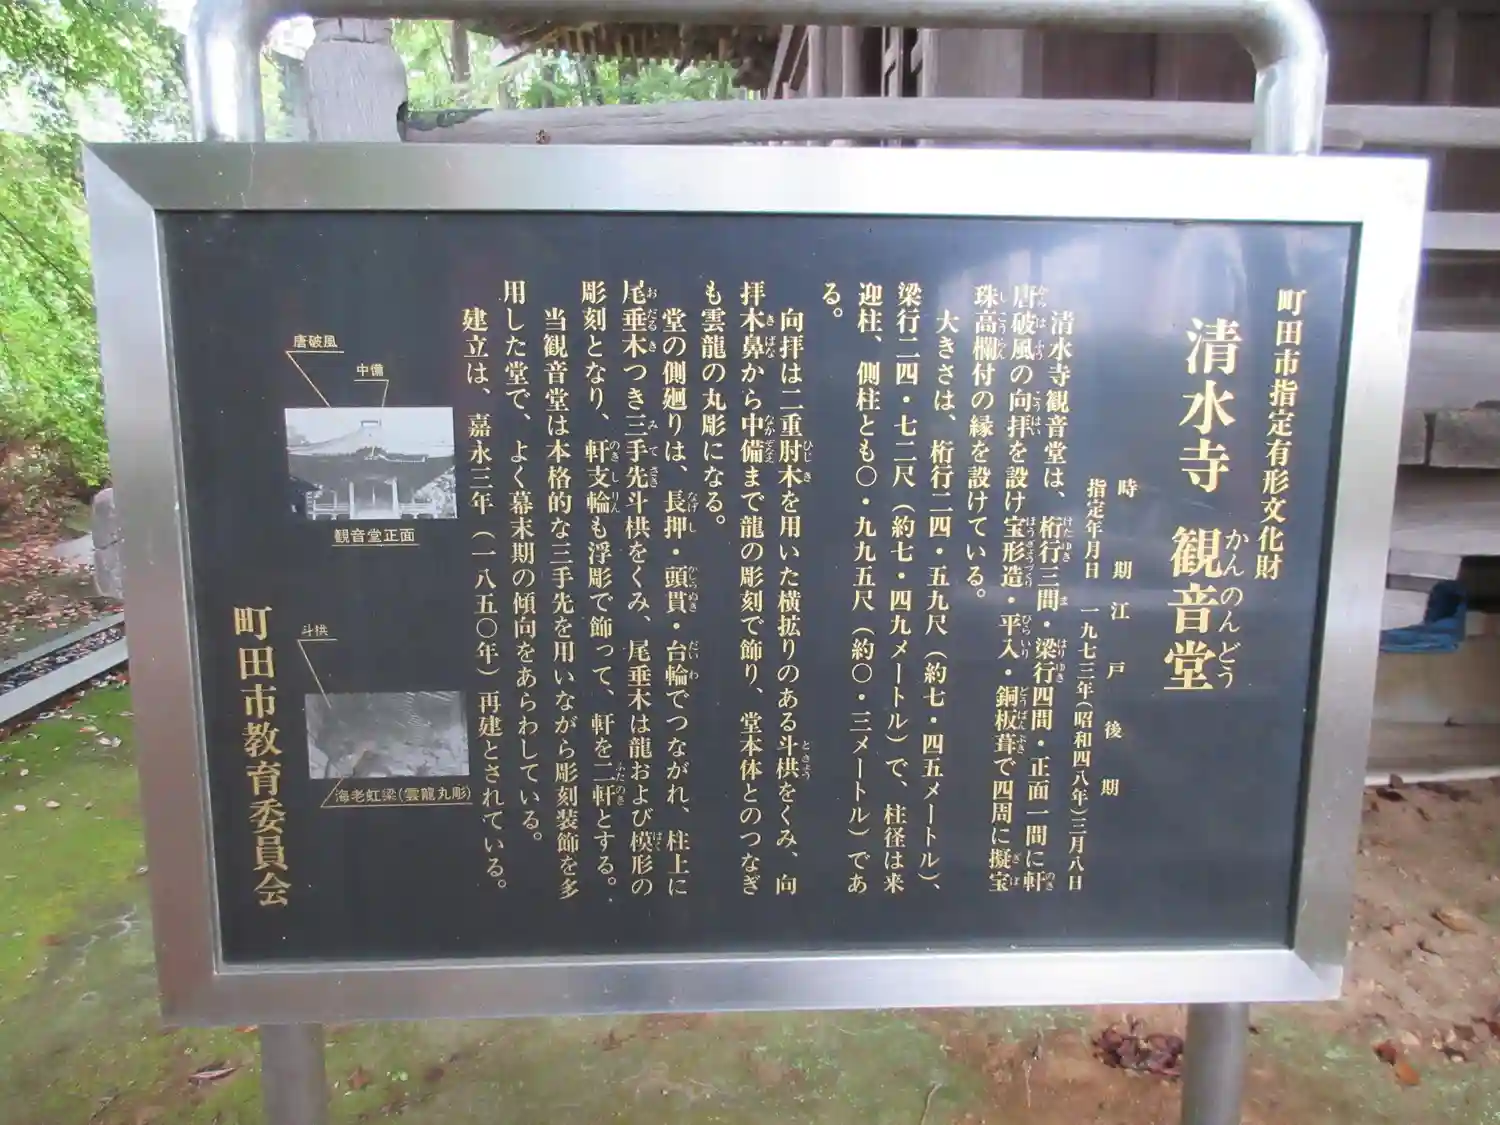 町田市指定有形文化財
清水寺 観音堂
かんのんどう
時期 江戸後期
指定年月日 一九七三年(昭和四八年)三月八日
清水寺観音堂は、桁行三間・梁行四間・正面一間に軒
唐破風の向拝を設け宝形造・平入・銅板葺で四周に擬宝
珠高欄付の縁を設けている。
大きさは、桁行二四・五九尺(約七・四五メートル)、
梁行二四・七二尺(約七・四九メートル)で、柱径は来
迎柱、側柱とも〇・九九五尺(約〇・三メートル)であ
る。
向拝は二重肘木を用いた横拡りのある斗栱をくみ、向
拝木鼻から中備まで龍の彫刻で飾り、堂本体とのつなぎ
も雲龍の丸彫になる。
堂の側廻りは、長押・頭貫・台輪でつながれ、柱上に
尾垂木つき三手先斗栱をくみ、尾垂木は龍および模形の
彫刻となり、軒支輪も浮彫で飾って、軒を二軒とする。
当観音堂は本格的な三手先を用いながら彫刻装飾を多
用した堂で、よく幕末期の傾向をあらわしている。
建立は、嘉永三年(一八五〇年)再建とされている。
唐破風
中備
観音堂正面
斗栱
海老虹梁(雲龍丸彫)
町田市教育委員会